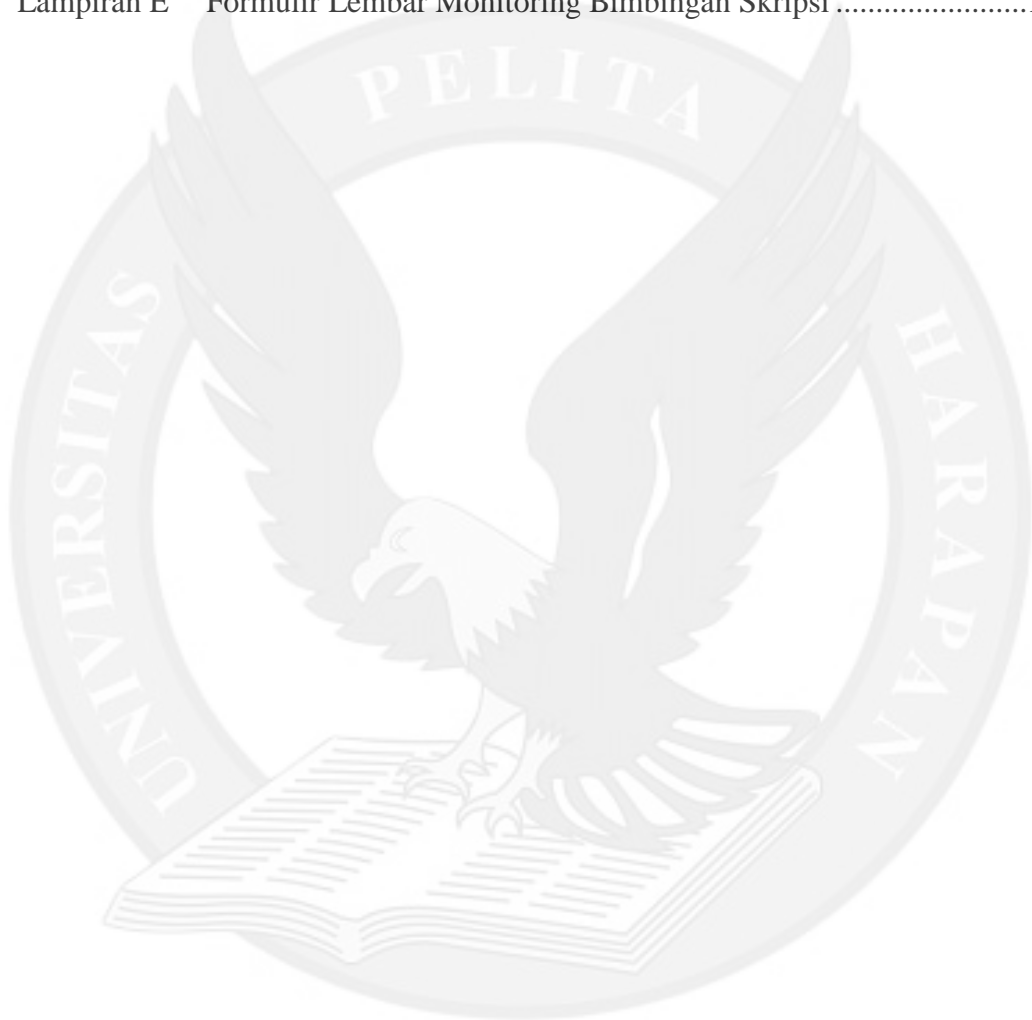 Lampiran E Formulir Lembar Monitoring Bimbingan Skripsi ........................
UNIVERSITAS PELITA HARAPAN